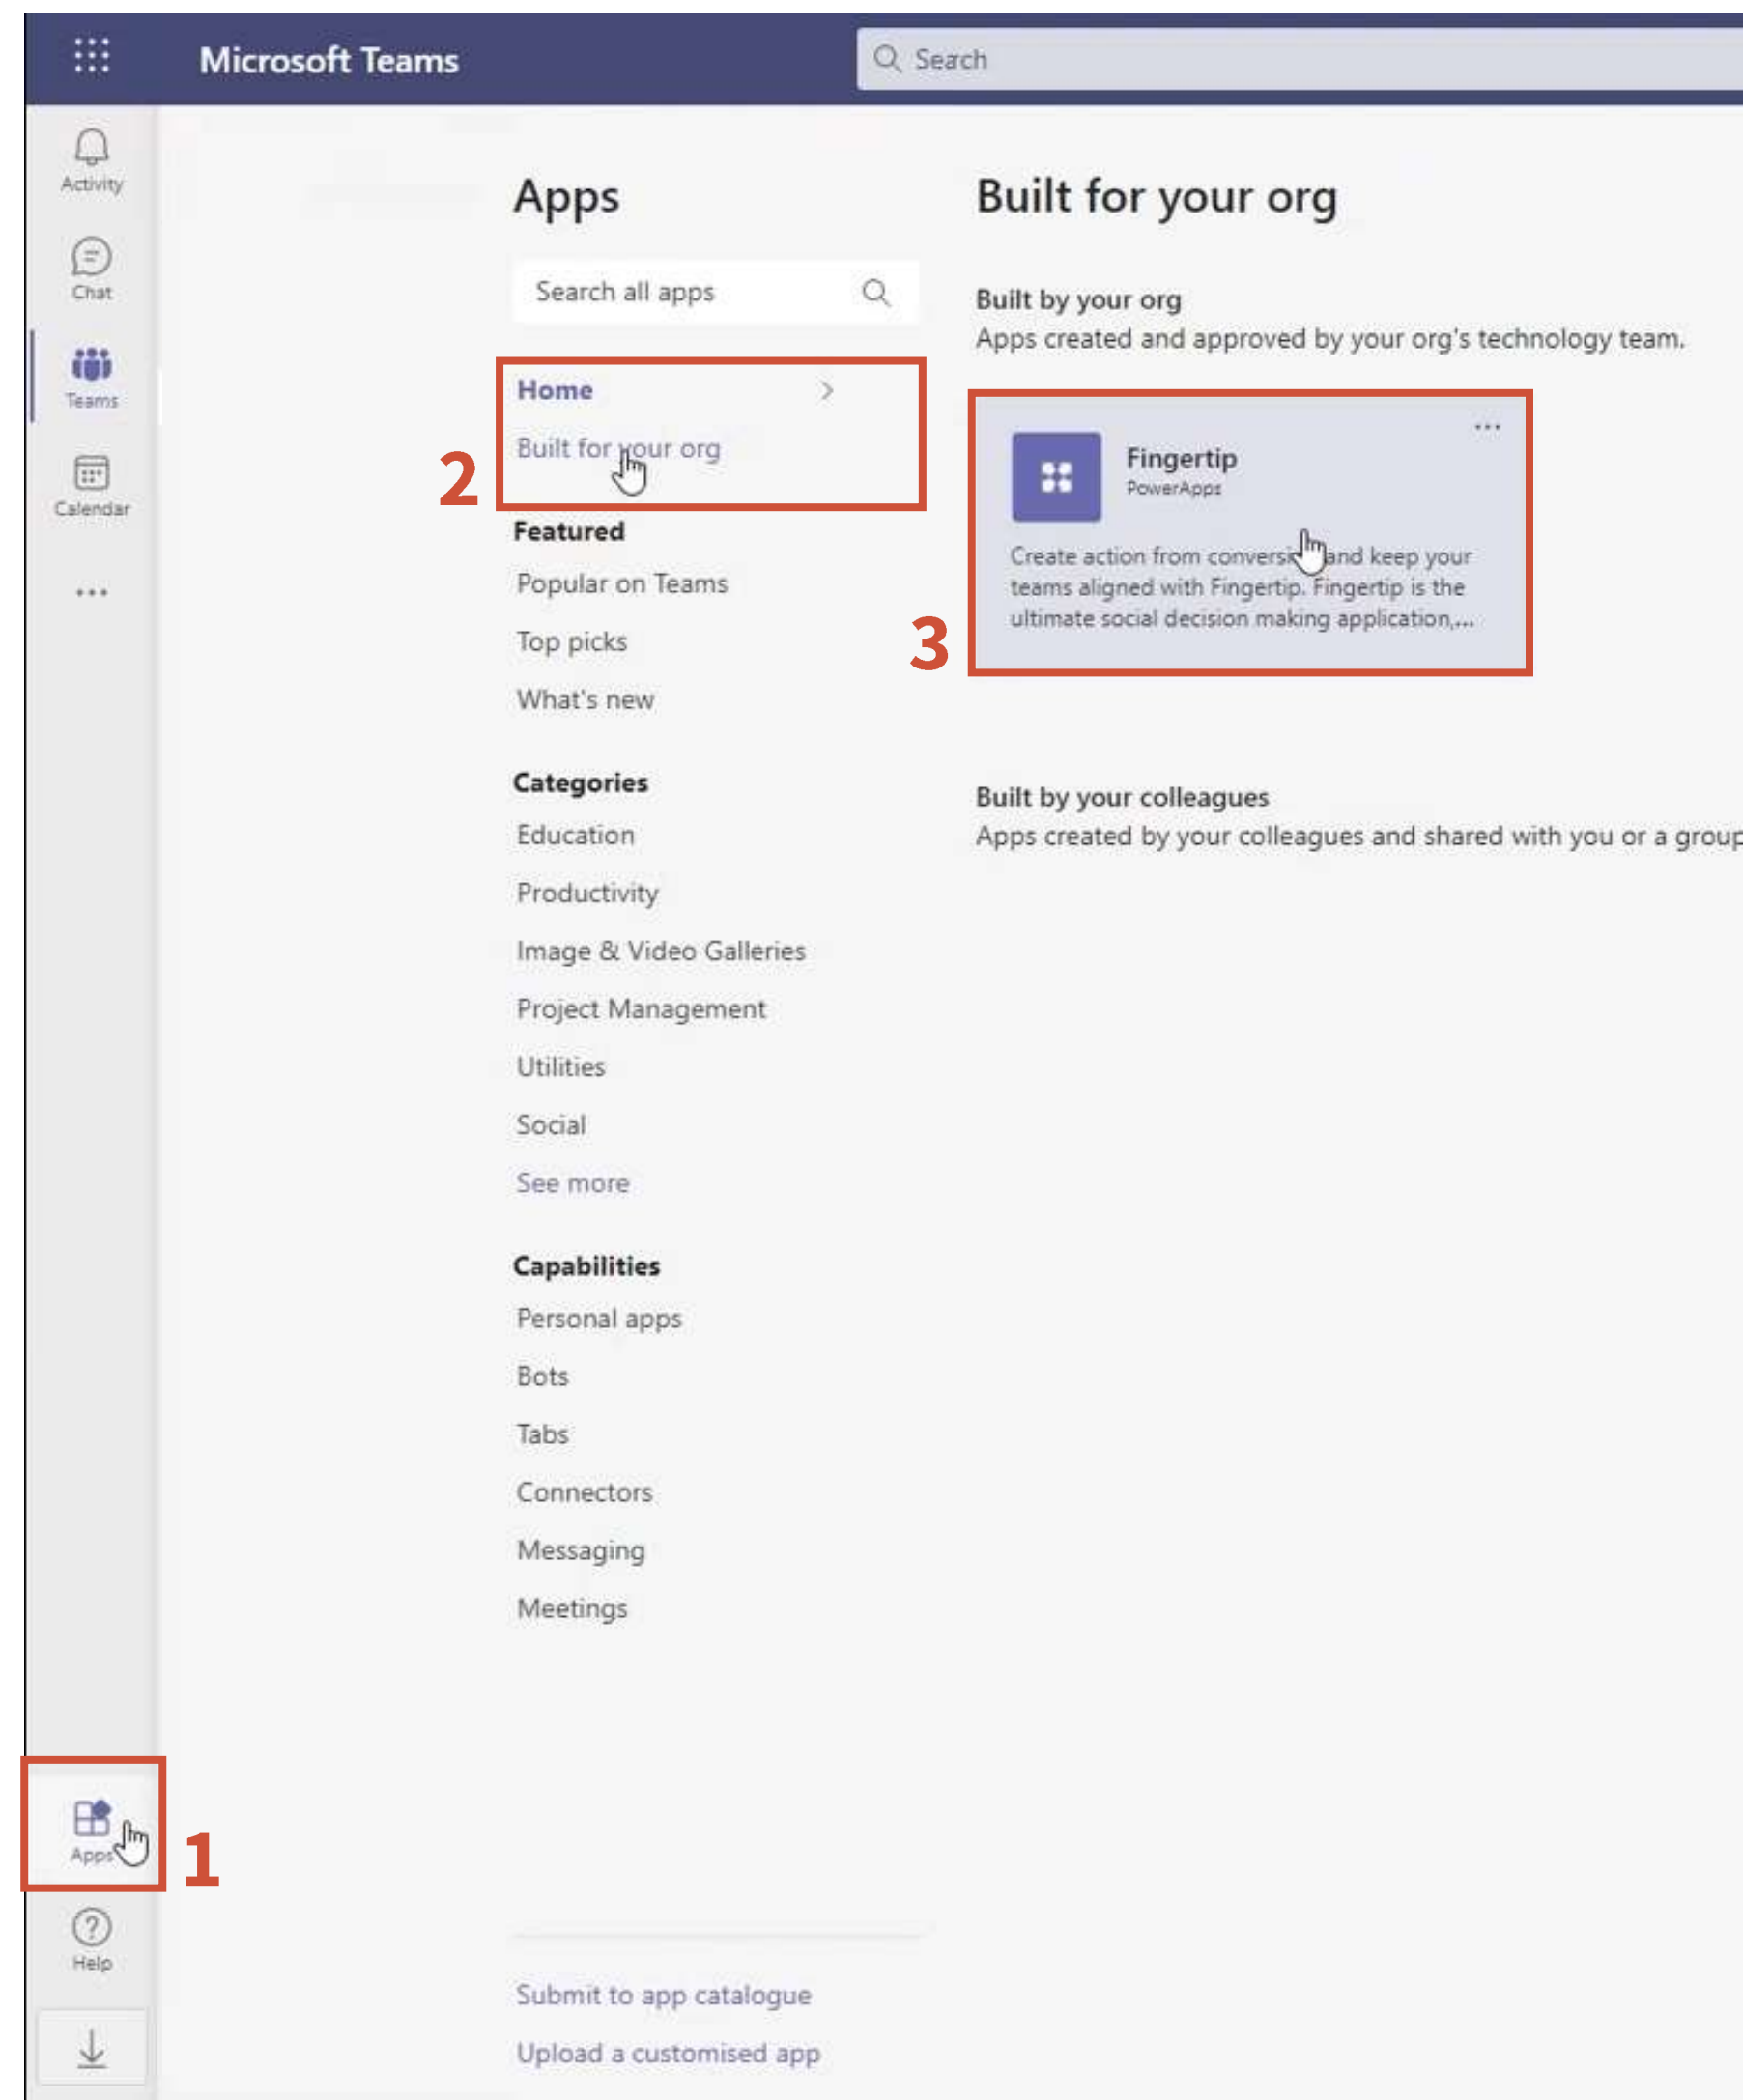 Microsoft Teams
Search
Activity
Chat
Teams
Calendar
Apps
Search all apps
Home
Built for your org
2
Featured
Popular on Teams
Top picks
What's new
Categories
Education
Productivity
Image & Video Galleries
Project Management
Utilities
Social
See more
Capabilities
Personal apps
Bots
Tabs
Connectors
Messaging
Meetings
Submit to app catalogue
Upload a customised app
Built for your org
Built by your org
Apps created and approved by your org's technology team.
3
Fingertip
PowerApps
Create action from and keep your
teams aligned with Fingertip. Fingertip is the
ultimate social decision making application,...
Built by your colleagues
Apps created by your colleagues and shared with you or a group
Apps
1
Help